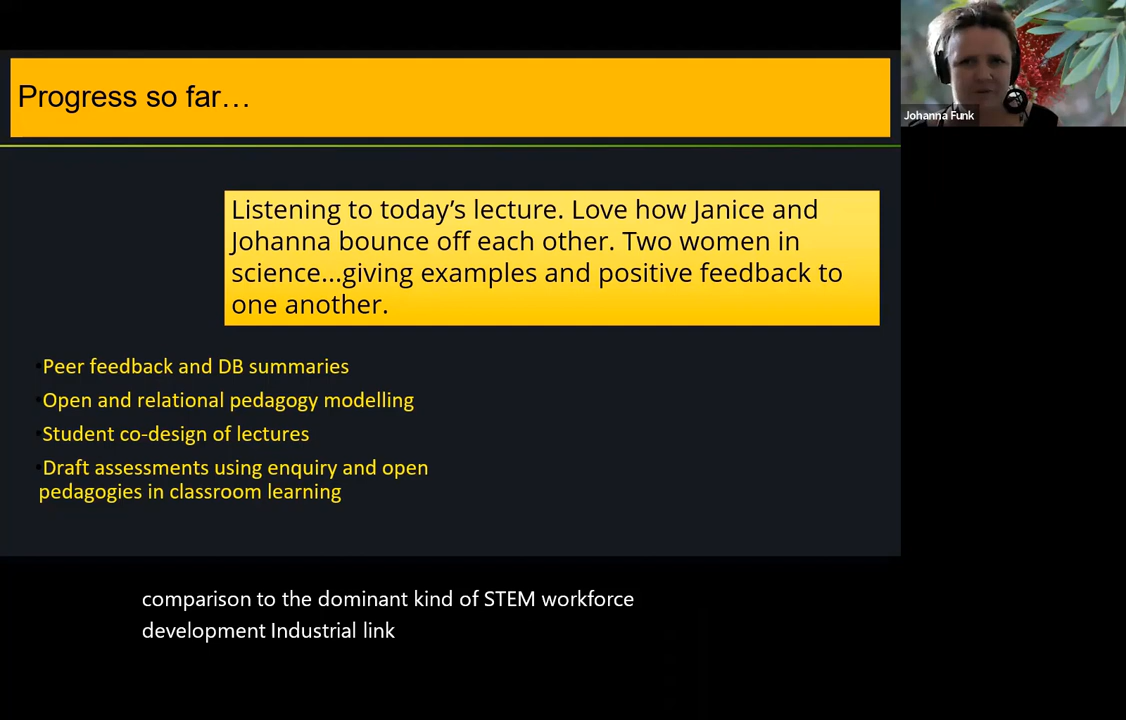 Progress so far…
Johanna Funk
Listening to today's lecture. Love how Janice and
Johanna bounce off each other. Two women in
science...giving examples and positive feedback to
one another.
•Peer feedback and DB summaries
•Open and relational pedagogy modelling
•Student co-design of lectures
•Draft assessments using enquiry and open
pedagogies in classroom learning
comparison to the dominant kind of STEM workforce
development Industrial link